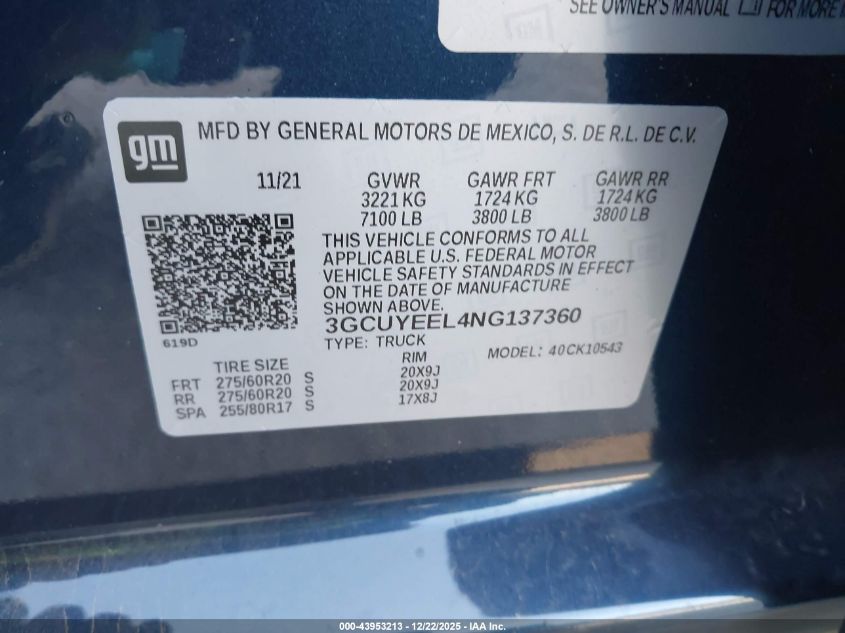 SEE OWNER'S MANUAL FOR MORE
gm
MFD BY GENERAL MOTORS DE MEXICO, S. DE R.L. DE C.V.
11/21 GVWR GAWR FRT GAWR RR
3221 KG 1724 KG 1724 KG
7100 LB 3800 LB 3800 LB
THIS VEHICLE CONFORMS TO ALL
APPLICABLE U.S. FEDERAL MOTOR
VEHICLE SAFETY STANDARDS IN EFFECT
ON THE DATE OF MANUFACTURE
SHOWN ABOVE.
3GCUYEEL4NG137360
619D
TYPE: TRUCK
MODEL: 40CK10543
TIRE SIZE RIM
FRT 275/60R20 S 20X9J
RR 275/60R20 S 20X9J
SPA 255/80R17 S 17X8J
000-43953213 - 12/22/2025 - IAA Inc.